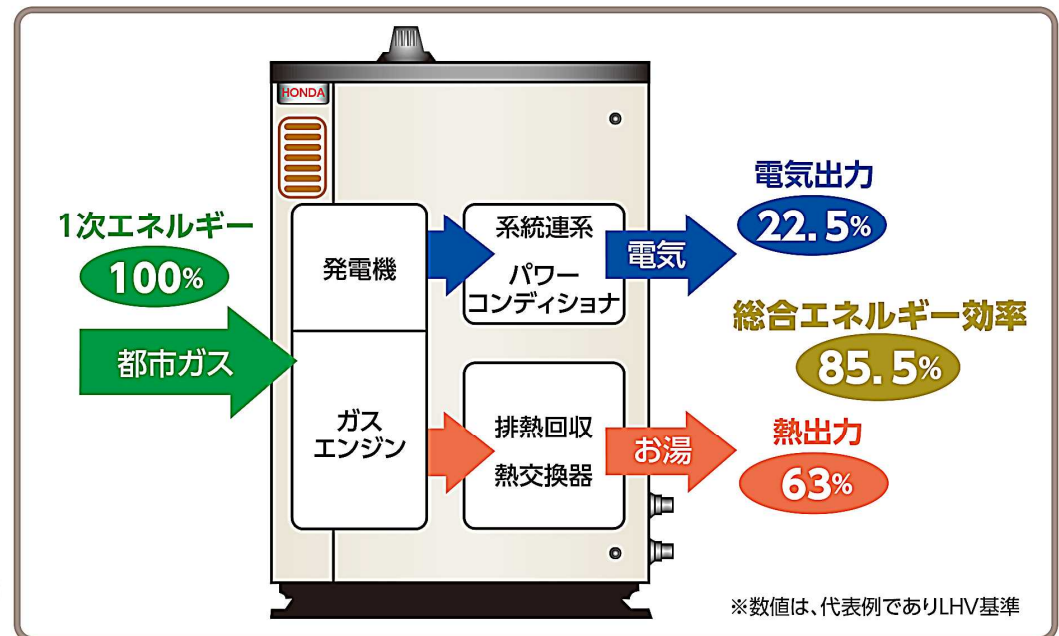 HONDA
1次エネルギー
100%
都市ガス
発電機
ガス
エンジン
系統連系
パワー
コンディショナ
排熱回収
熱交換器
電気
お湯
電気出力
22.5%
総合エネルギー効率
85.5%
熱出力
63%
※数値は、代表例でありLHV基準